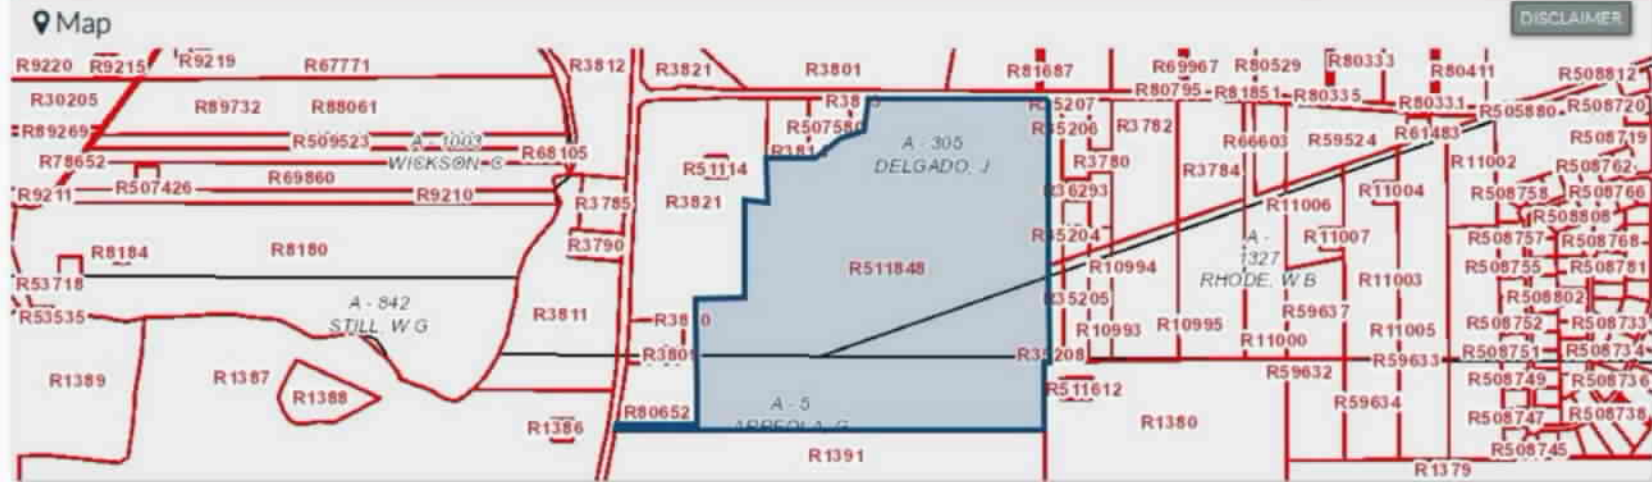 Map
DISCLAIMER
R9220 R9215 R9219 R67771 R3812 R3821 R3801 R81687 R69967 R80529 R80333 R80411 R508812
R30205 R89732 R88061 R80795 R81851 R80335 R80331 R505880 R508720
R89269 R509523 A - 1003 R507580 A - 305 R3782 R66603 R59524 R61483 R508719
R78652 WICKSON C R68105 R51114 DELGADO, J R3780 R3784 R11002 R508762
R9211 R507426 R69860 R9210 R3785 R3821 R36293 R11006 R11004 R508758 R508766
R508808
R8184 R8180 R3790 R11007 R508757 R508768
R53718 R511848 R10994 A - 1327 R11003 R508755 R508781
RHODE, W B
R53535 A - 842 R3811 R35205 R59637 R508802
STILL, W G R10993 R10995 R11000 R11005 R508752 R508733
R3801 R59633 R508751 R508734
R1389 R1387 R1388 R511612 R59632 R508749 R508736
R1386 R80652 A - 5 R1380 R59634 R508747 R508738
ARREOLA, G
R1391 R508745
R1379